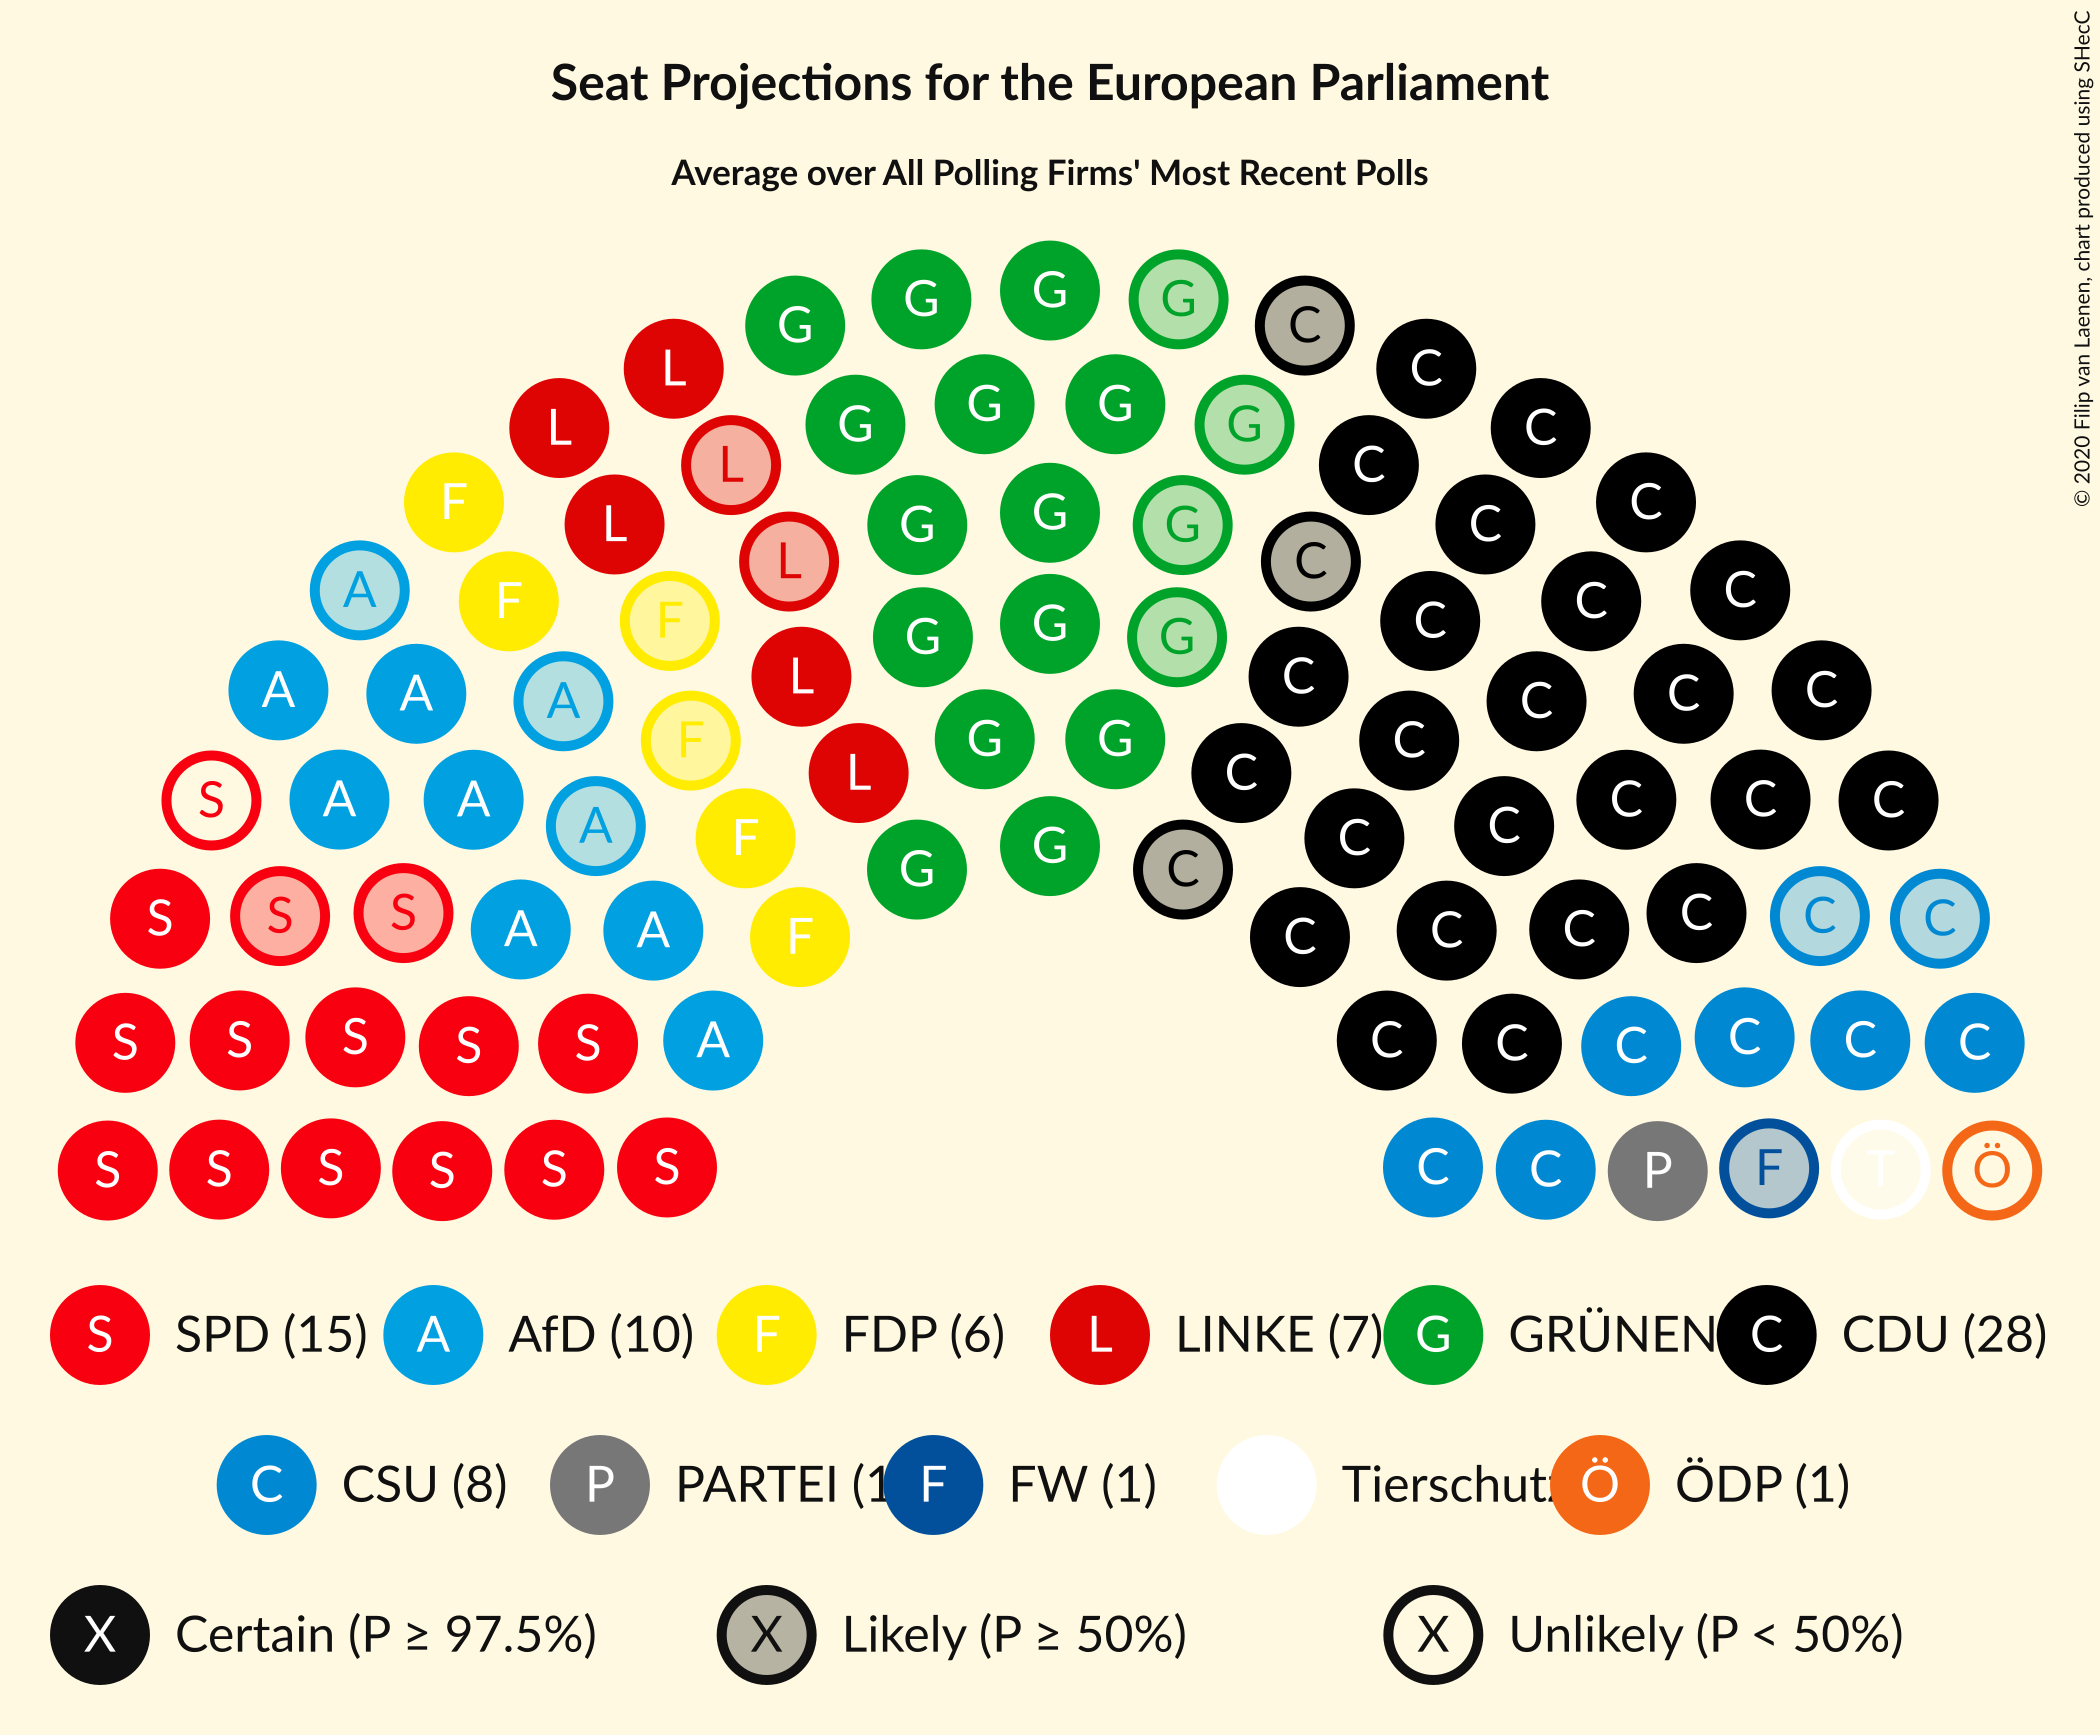 Seat Projections for the European Parliament
Average over All Polling Firms' Most Recent Polls
© 2020 Filip van Laenen, chart produced using SHecC
G G G G C
L C
L G G G G C
L C
F L G G G C C
L C
A F F G G G C C C
L C
A A A C C C
F G G C
L C
S A A C C C
A F C C
G G C
S S S A A F C C C C C C
S S S S S A C C C C C C
S S S S S S C C P F T Ö
S SPD (15) A AfD (10) F FDP (6) L LINKE (7) G GRÜNEN C CDU (28)
C CSU (8) P PARTEI (1 F FW (1) Tierschutz Ö ÖDP (1)
X Certain (P ≥ 97.5%) X Likely (P ≥ 50%) X Unlikely (P < 50%)